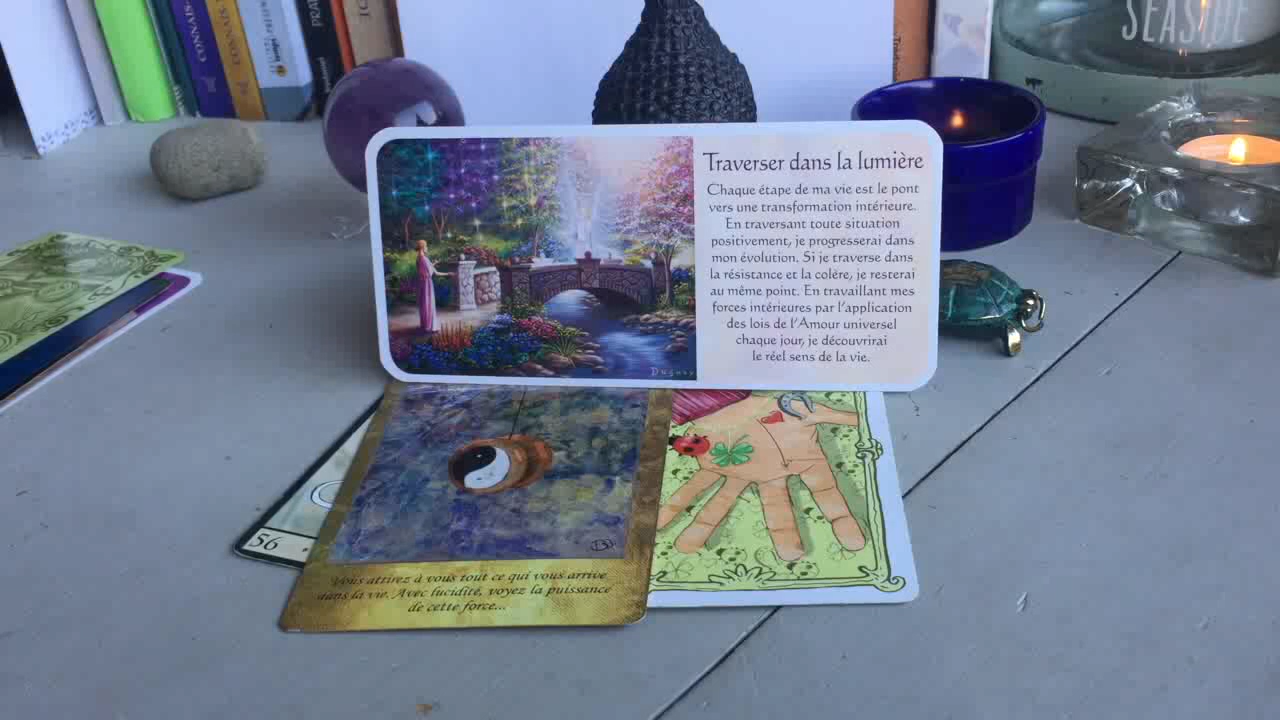 CONNAIS-
CONNAIS-
PRA
SEASIDE
Traverser dans la lumière
Chaque étape de ma vie est le pont
vers une transformation intérieure.
En traversant toute situation
positivement, je progresserai dans
mon évolution. Si je traverse dans
la résistance et la colère, je resterai
au même point. En travaillant mes
forces intérieures par l'application
des lois de l'Amour universel
chaque jour, je découvrirai
le réel sens de la vie.
56
Vous attirez à vous tout ce qui vous arrive
dans la vie. Avec lucidité, voyez la puissance
de cette force...